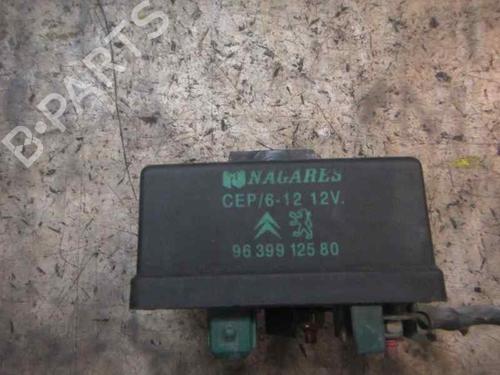 B-PARTS
NAGARES
CEP/6-12 12V.
96 399 125 80